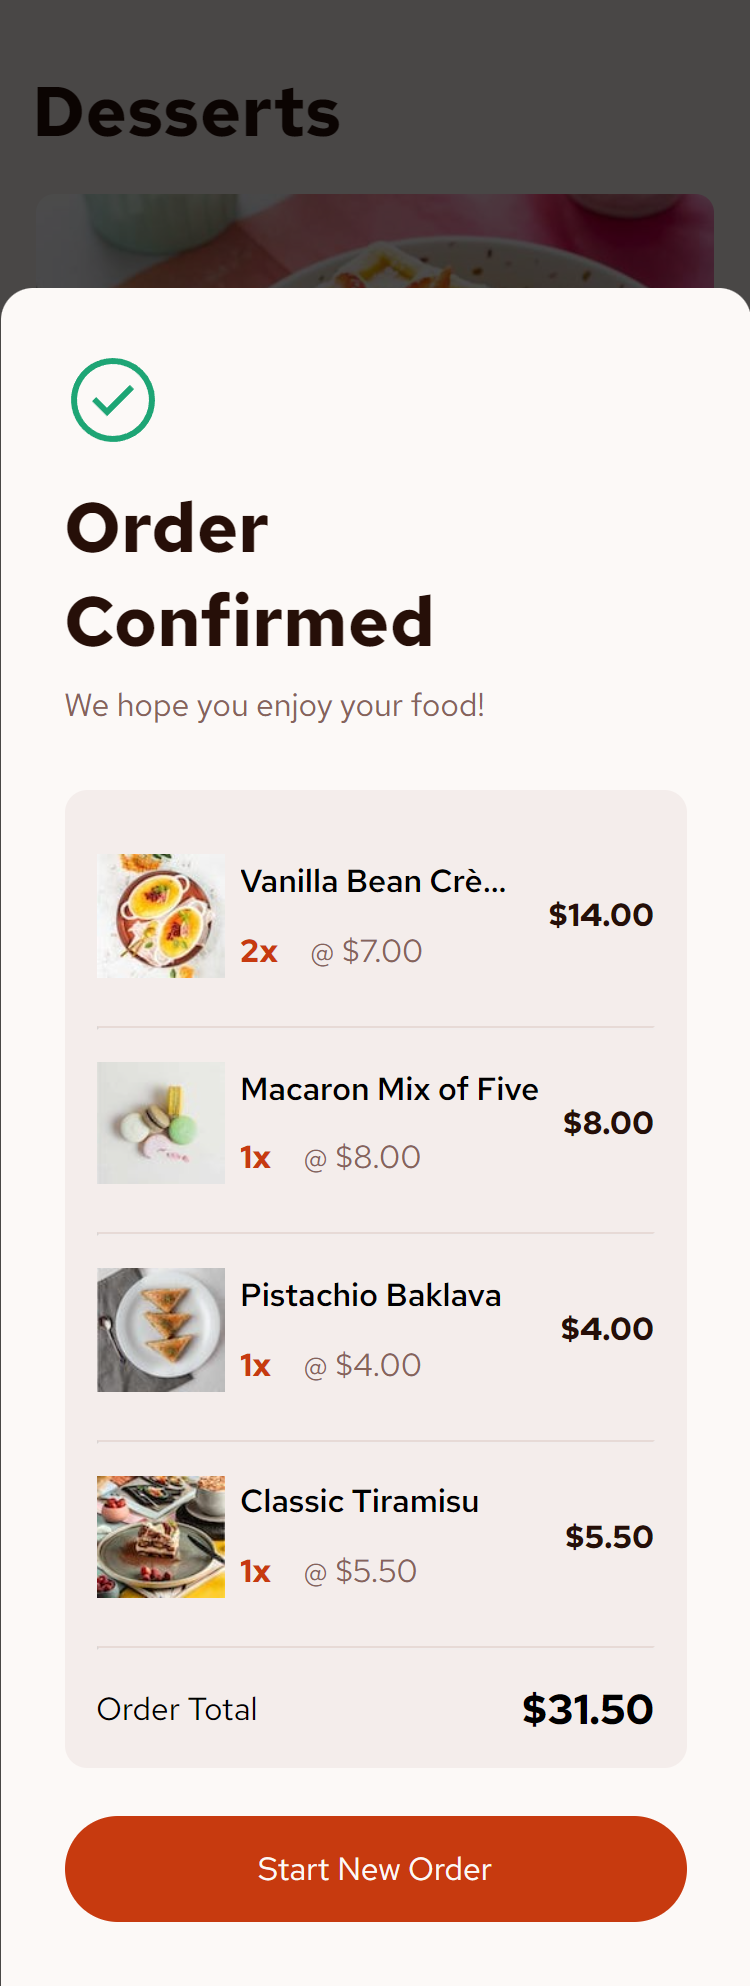 Desserts
Order
Confirmed
We hope you enjoy your food!
Vanilla Bean Crè...
2x @ $7.00
$14.00
Macaron Mix of Five
1x @ $8.00
$8.00
Pistachio Baklava
1x @ $4.00
$4.00
Classic Tiramisu
1x @ $5.50
$5.50
Order Total $31.50
Start New Order